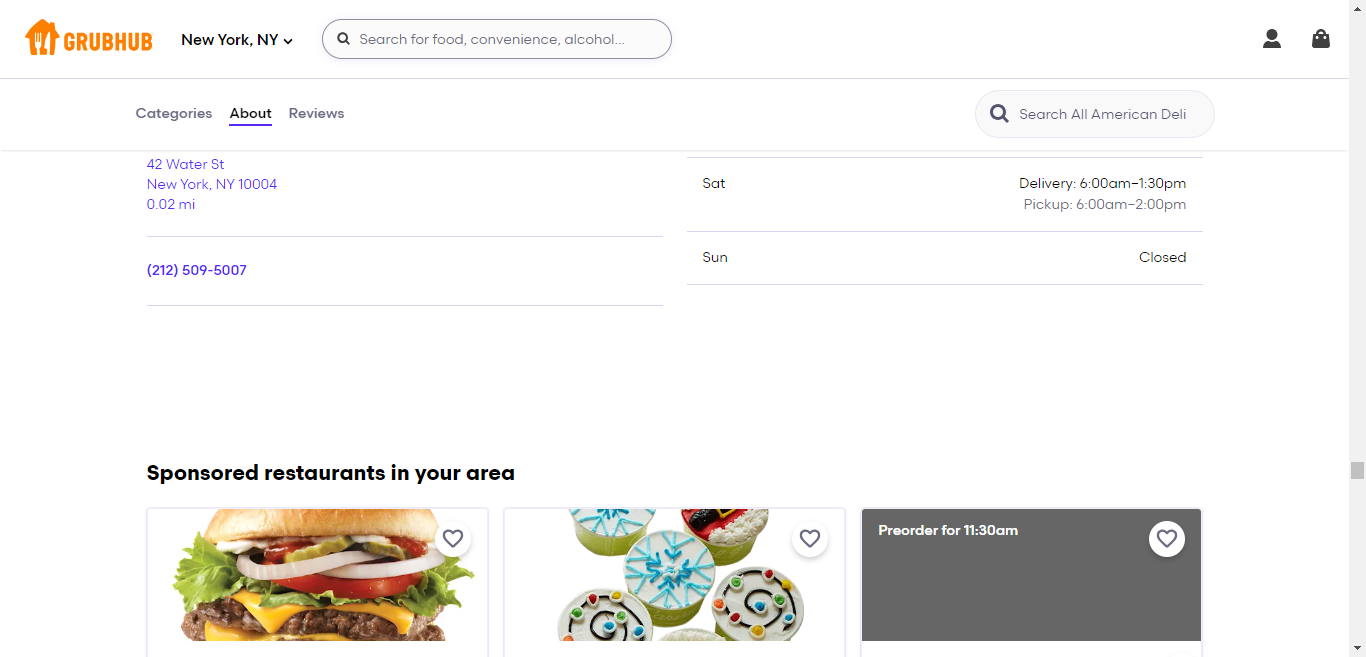 GRUBHUB
New York, NY
Search for food, convenience, alcohol...
Categories
About
Reviews
Search All American Deli
42 Water St
New York, NY 10004
0.02 mi
(212) 509-5007
Sat
Delivery: 6:00am–1:30pm
Pickup: 6:00am–2:00pm
Sun
Closed
Sponsored restaurants in your area
Preorder for 11:30am